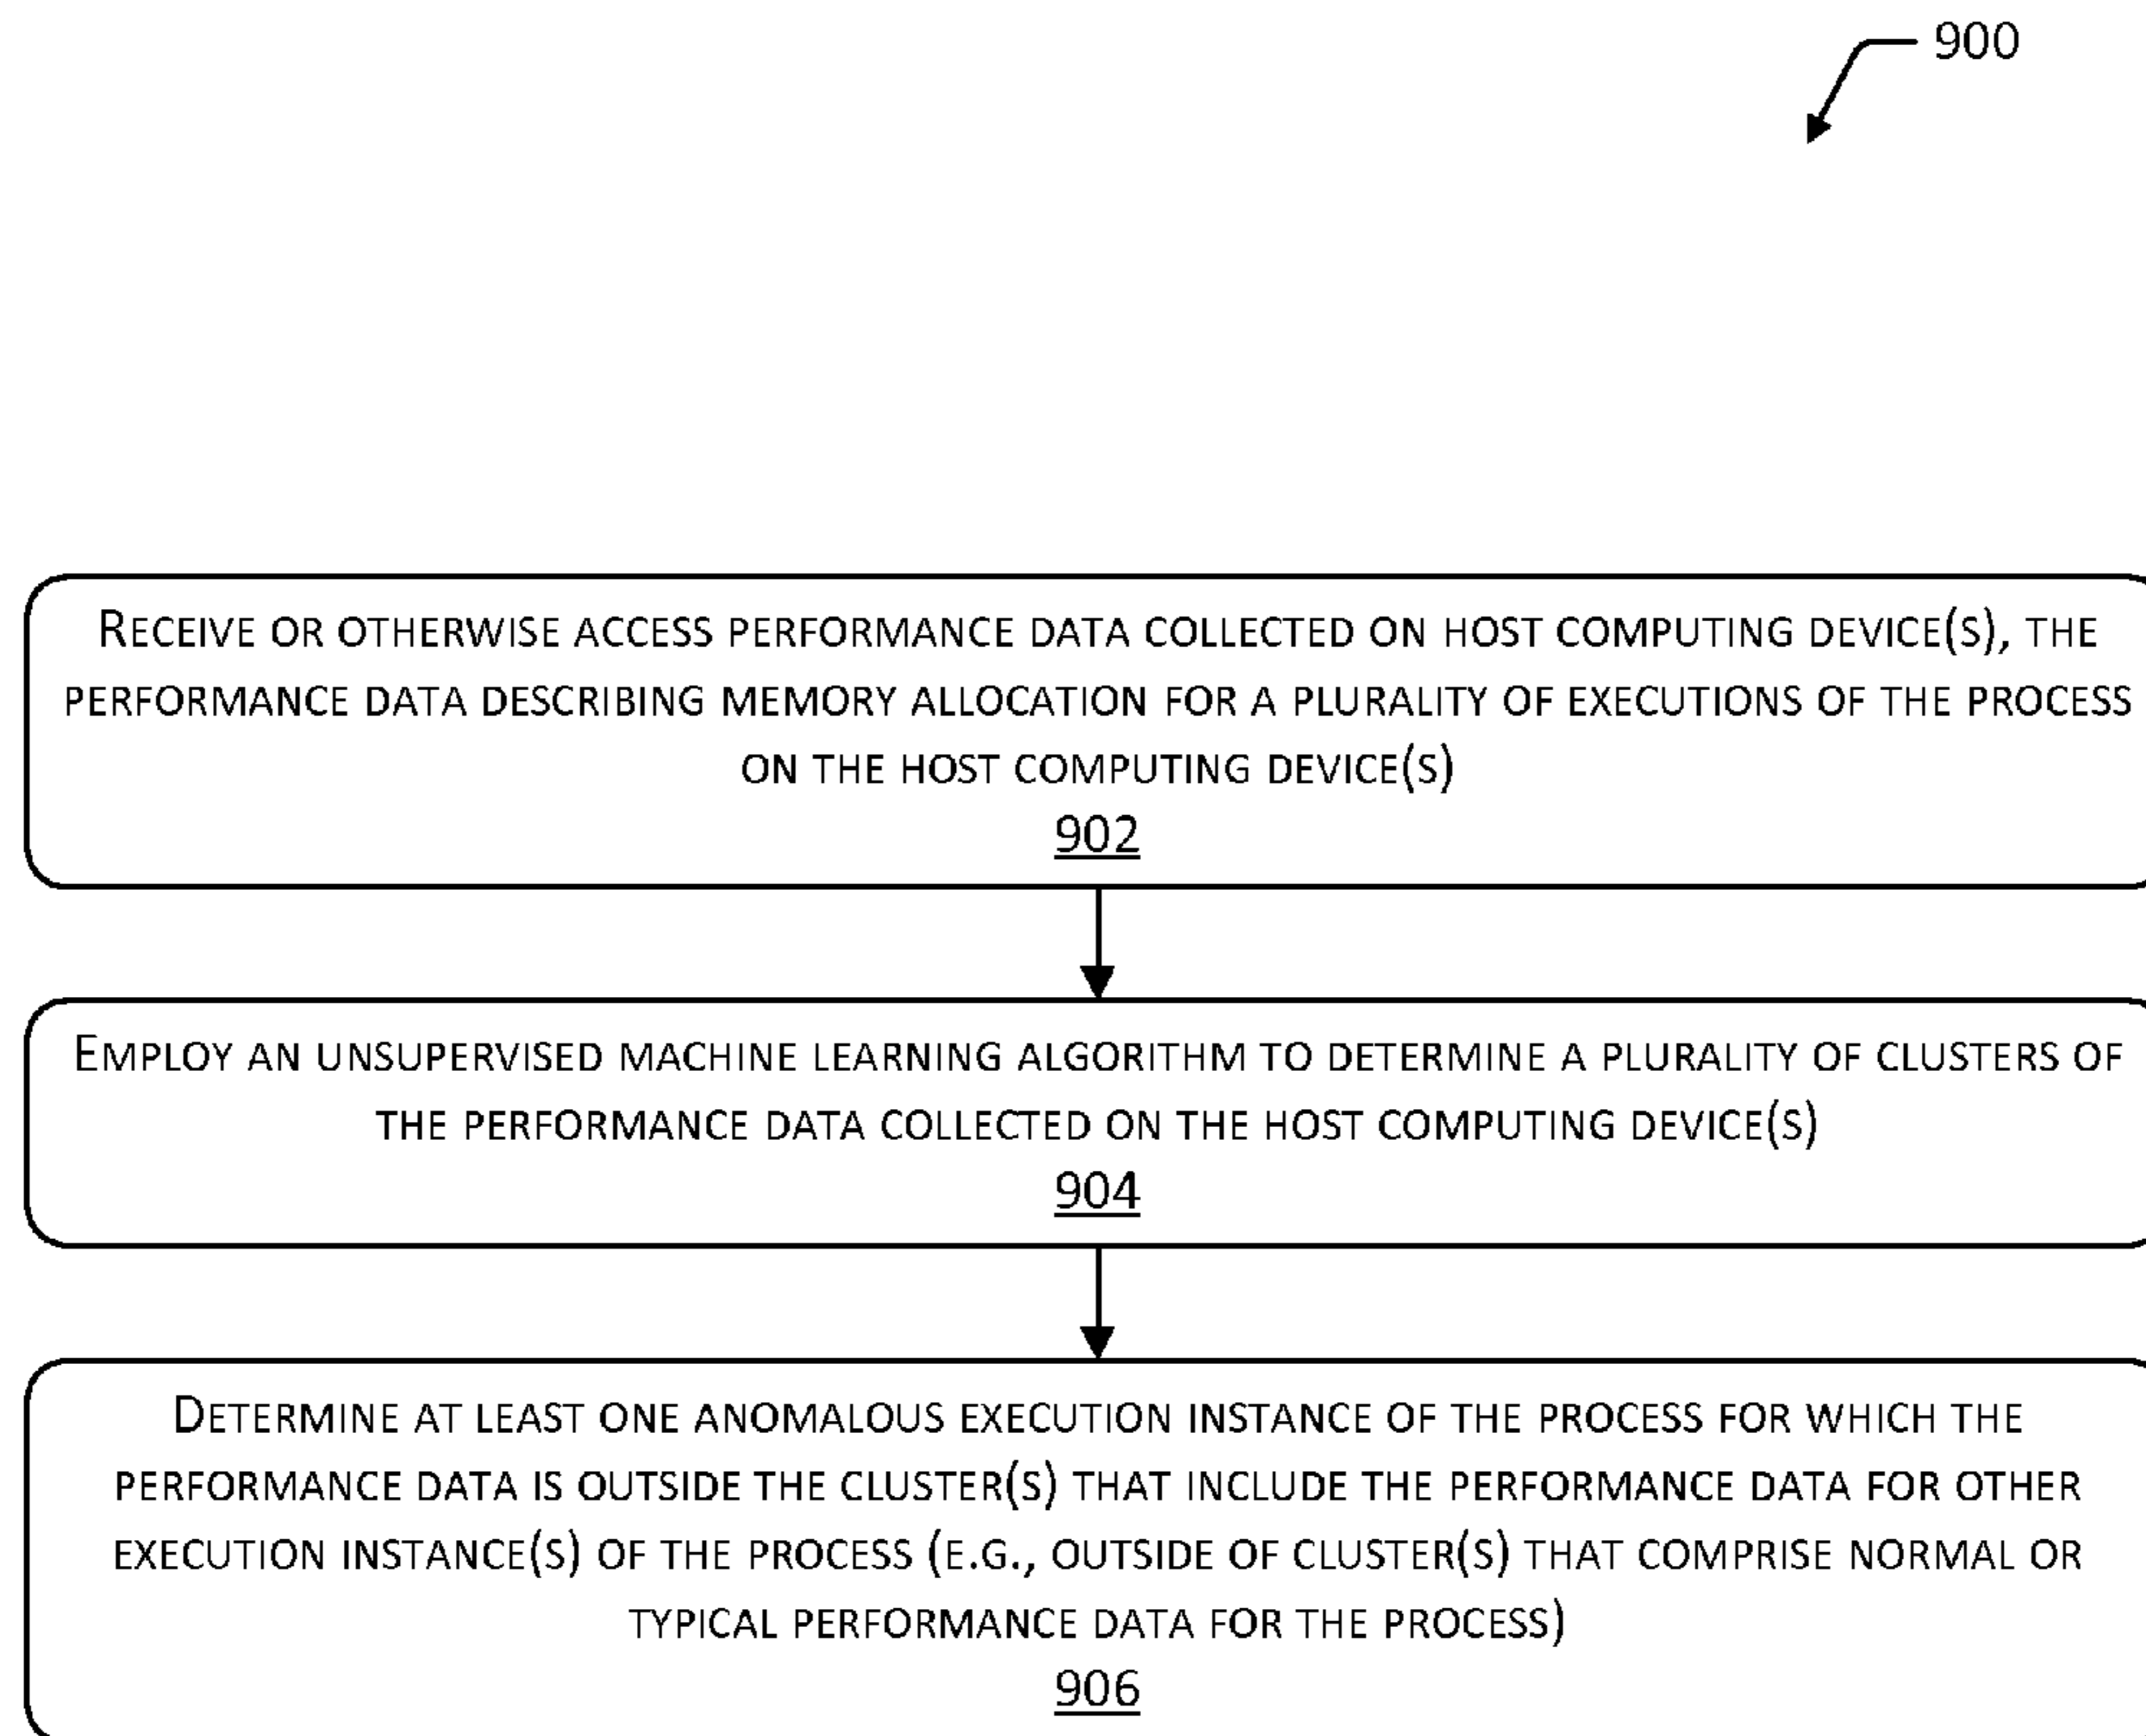 900
Receive or otherwise access performance data collected on host computing device(s), the
performance data describing memory allocation for a plurality of executions of the process
on the host computing device(s)
902
Employ an unsupervised machine learning algorithm to determine a plurality of clusters of
the performance data collected on the host computing device(s)
904
Determine at least one anomalous execution instance of the process for which the
performance data is outside the cluster(s) that include the performance data for other
execution instance(s) of the process (e.g., outside of cluster(s) that comprise normal or
typical performance data for the process)
906